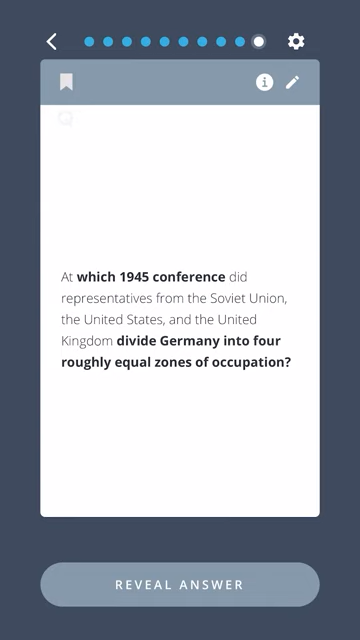 At which 1945 conference did
representatives from the Soviet Union,
the United States, and the United
Kingdom divide Germany into four
roughly equal zones of occupation?
REVEAL ANSWER